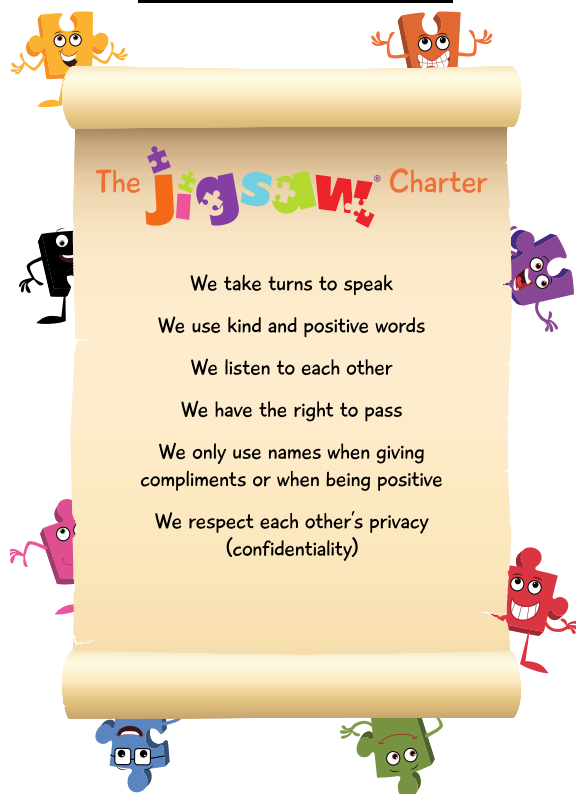 The jigsaw!® Charter
We take turns to speak
We use kind and positive words
We listen to each other
We have the right to pass
We only use names when giving
compliments or when being positive
We respect each other's privacy
(confidentiality)